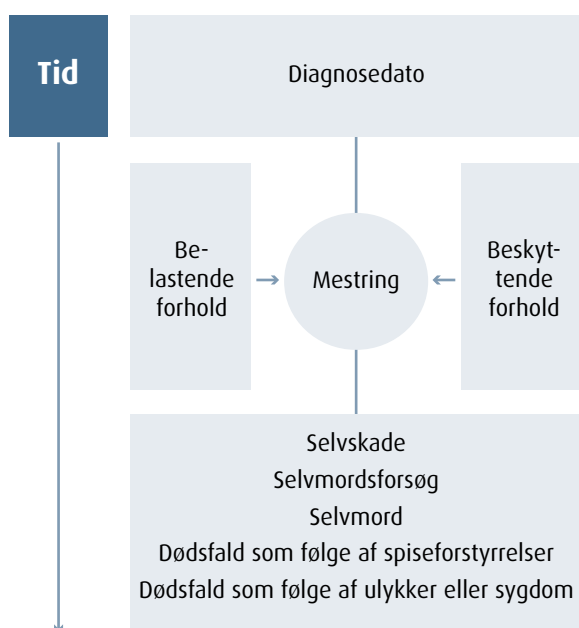 Tid
Diagnosedato
Be-
lastende
forhold
Mestring
Beskyt-
tende
forhold
Selvskade
Selvmordsforsøg
Selvmord
Dødsfald som følge af spiseforstyrrelser
Dødsfald som følge af ulykker eller sygdom